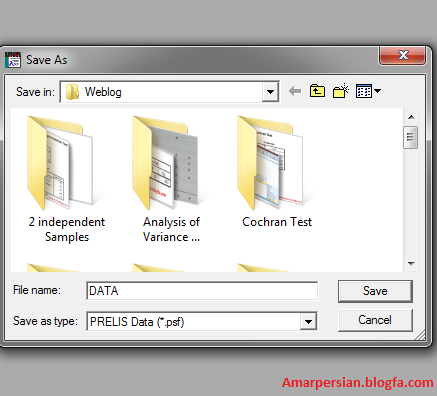 Save As
Save in:
Weblog
2 independent
Samples
Analysis of
Variance ...
Cochran Test
File name:
DATA
Save
Save as type:
PRELIS Data (*.psf)
Cancel
Amarpersian.blogfa.com